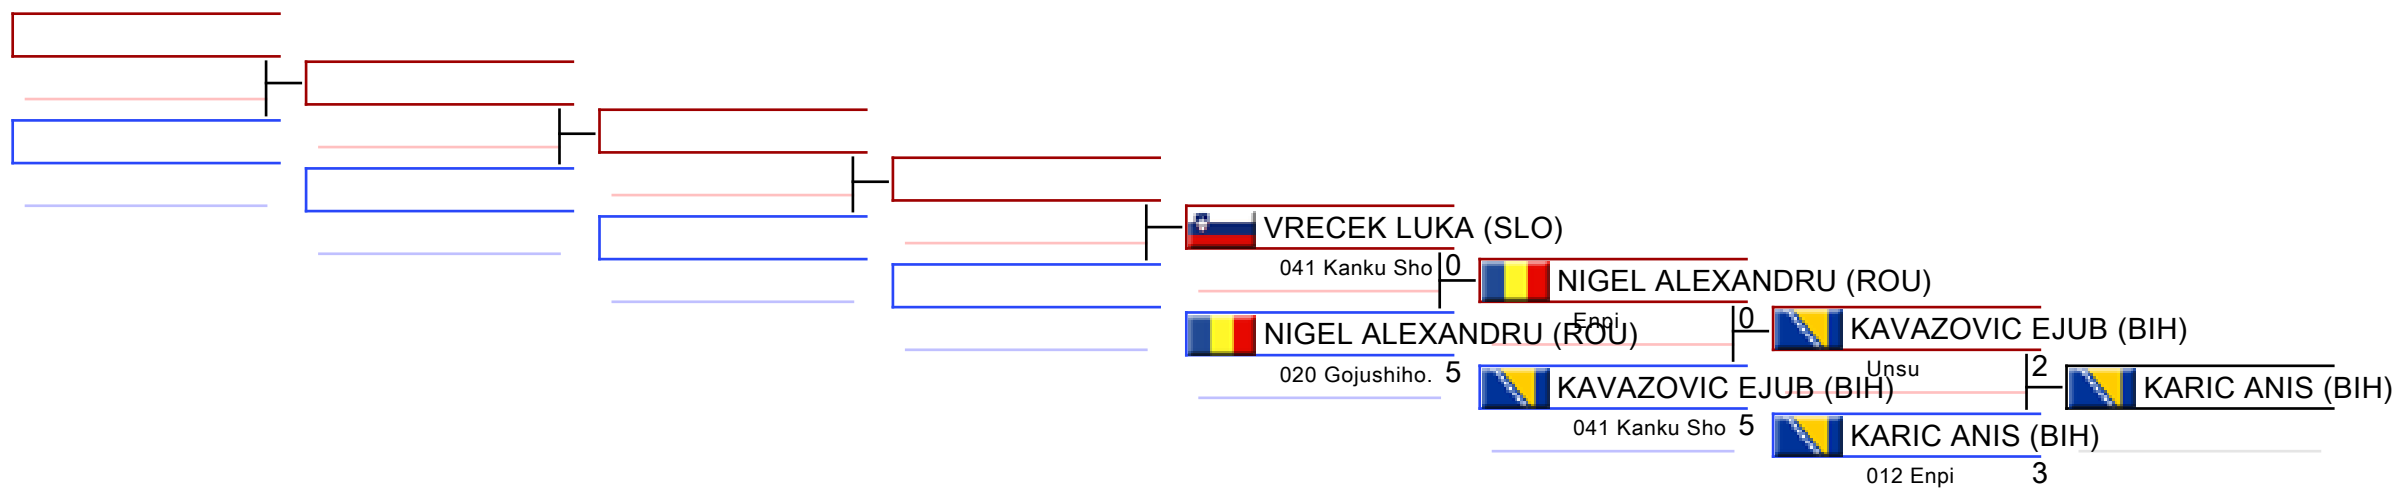 VRECEK LUKA (SLO)
041 Kanku Sho 0
NIGEL ALEXANDRU (ROU)
020 Gojushiho. 5
NIGEL ALEXANDRU (ROU)
Enpi 0
KAVAZOVIC EJUB (BIH)
041 Kanku Sho 5
KAVAZOVIC EJUB (BIH)
Unsu 2
KARIC ANIS (BIH)
012 Enpi 3
KARIC ANIS (BIH)